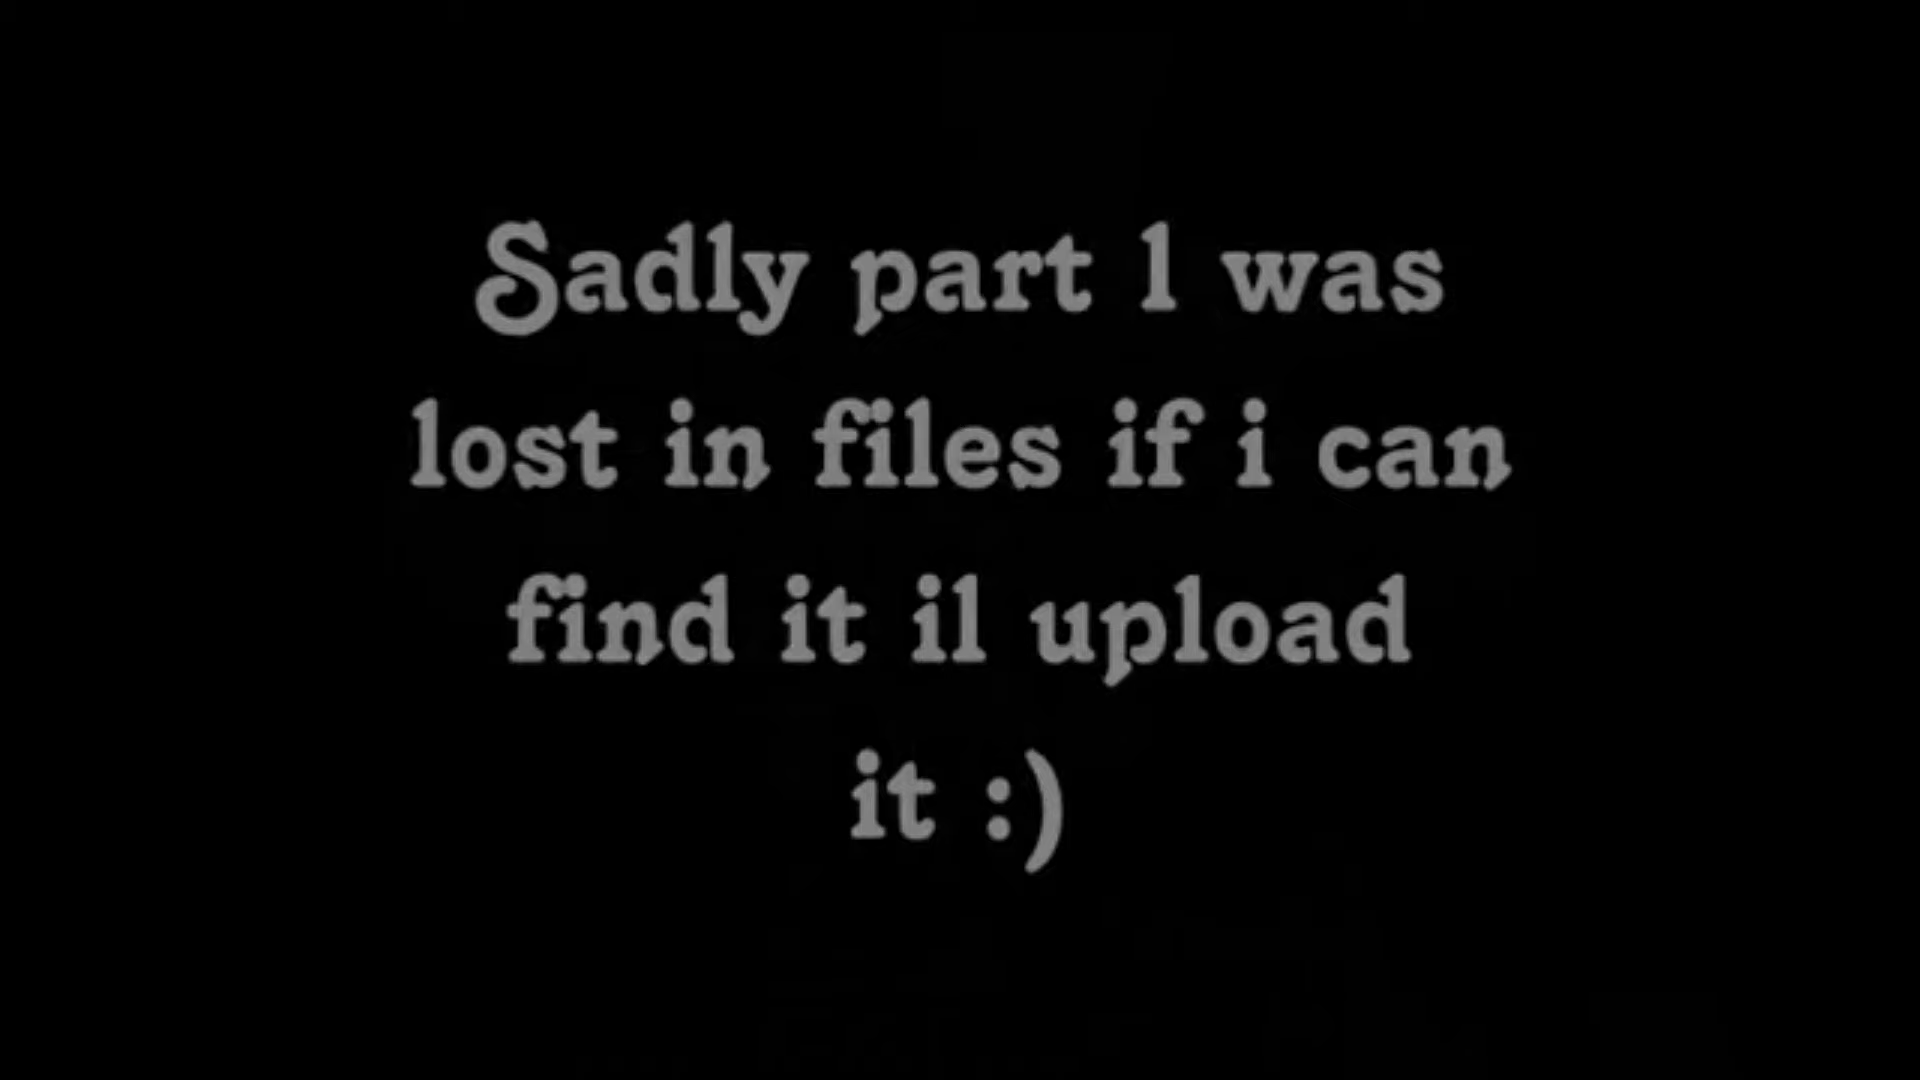 Sadly part 1 was
lost in files if i can
find it il upload
it :)